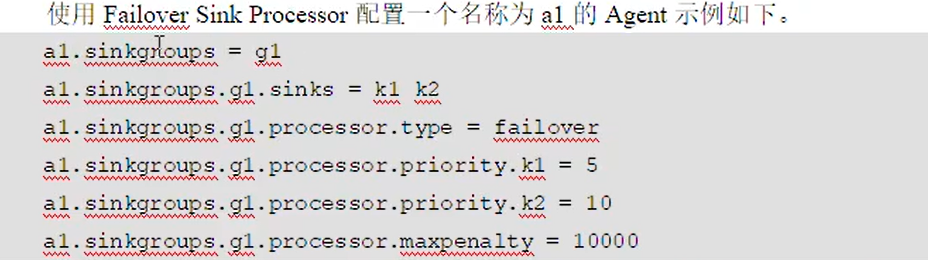 使用 Failover Sink Processor 配置一个名称为 a1 的 Agent 示例如下。
a1.sinkgroups = g1
a1.sinkgroups.g1.sinks = k1 k2
a1.sinkgroups.g1.processor.type = failover
a1.sinkgroups.g1.processor.priority.k1 = 5
a1.sinkgroups.g1.processor.priority.k2 = 10
a1.sinkgroups.g1.processor.maxpenalty = 10000